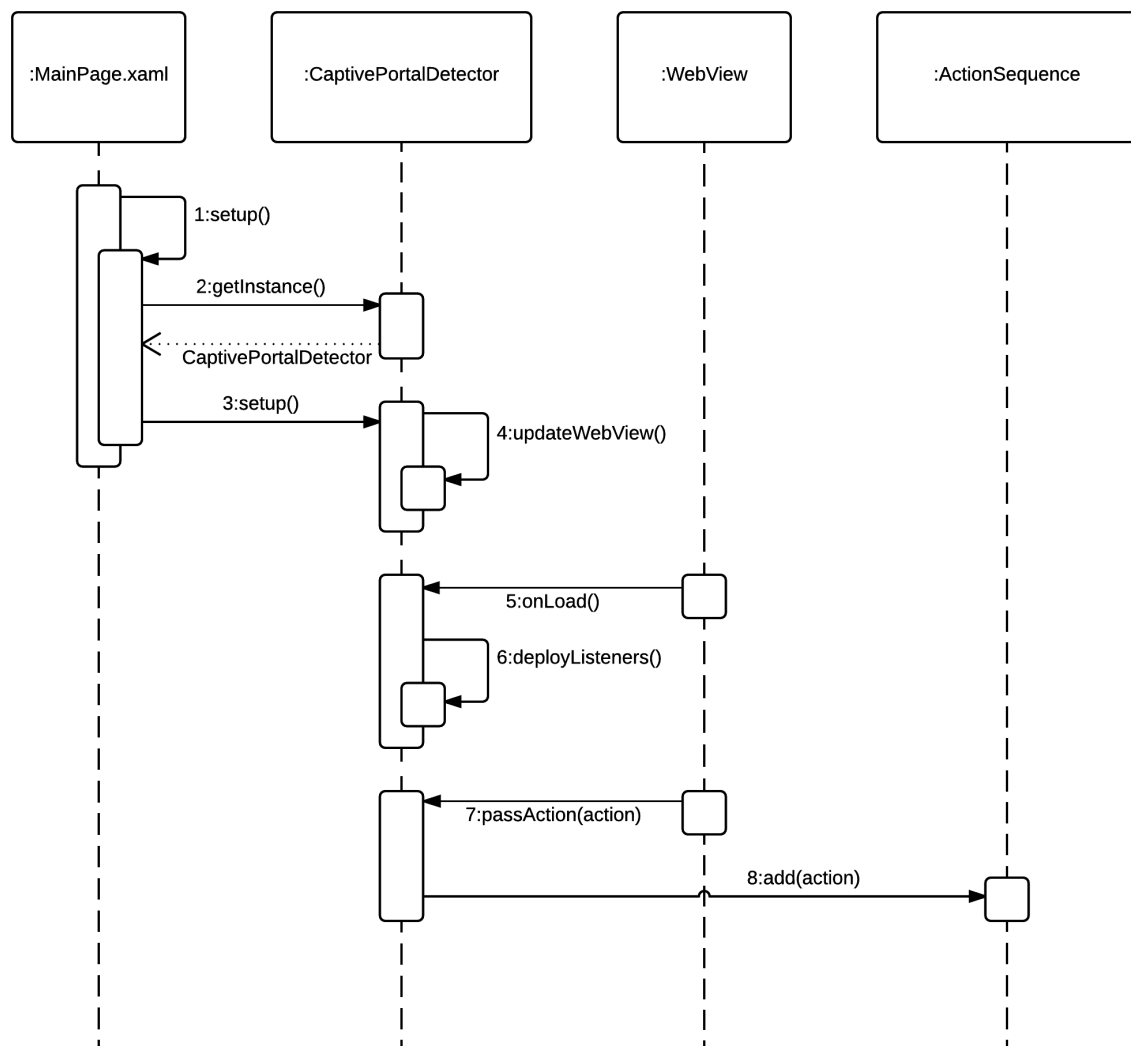 :MainPage.xaml
:CaptivePortalDetector
:WebView
:ActionSequence
1:setup()
2:getInstance()
CaptivePortalDetector
3:setup()
4:updateWebView()
5:onLoad()
6:deployListeners()
7:passAction(action)
8:add(action)